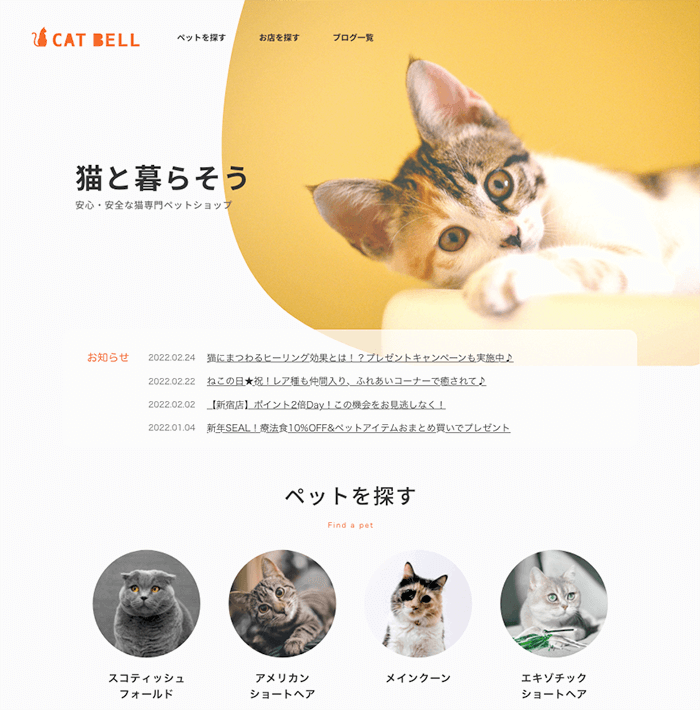 CAT BELL
ペットを探す
お店を探す
ブログ一覧
猫と暮らそう
安心・安全な猫専門ペットショップ
お知らせ
2022.02.24 猫にまつわるヒーリング効果とは!?プレゼントキャンペーンも実施中♪
2022.02.22 ねこの日★祝!レア種も仲間入り、ふれあいコーナーで癒されて♪
2022.02.02 【新宿店】ポイント2倍Day!この機会をお見逃しなく!
2022.01.04 新年SEAL!療法食10%OFF&ペットアイテムおまとめ買いでプレゼント
ペットを探す
Find a pet
スコティッシュ
フォールド
アメリカン
ショートヘア
メインクーン
エキゾチック
ショートヘア